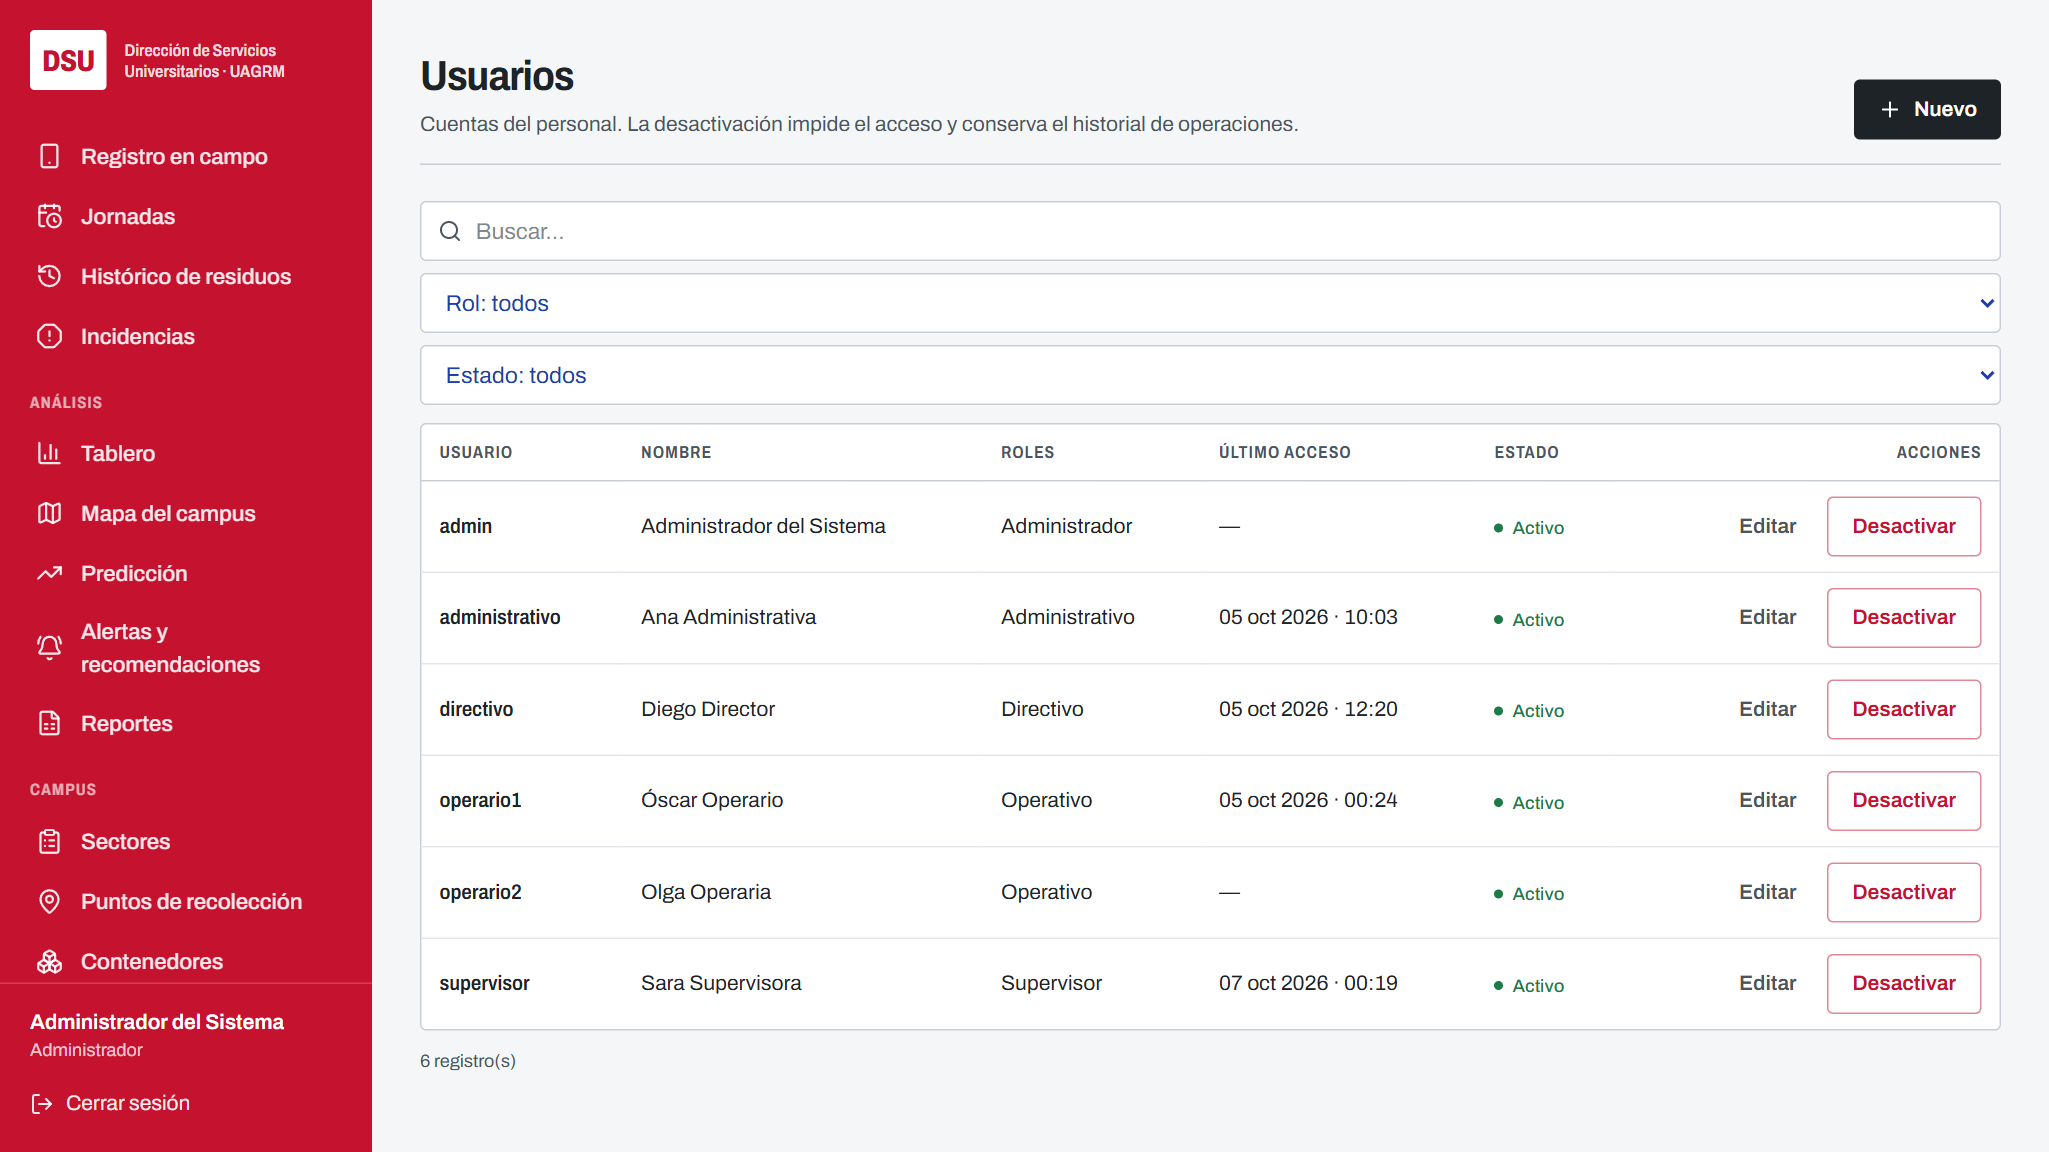 DSU
Dirección de Servicios
Universitarios · UAGRM
Registro en campo
Jornadas
Histórico de residuos
Incidencias
ANÁLISIS
Tablero
Mapa del campus
Predicción
Alertas y
recomendaciones
Reportes
CAMPUS
Sectores
Puntos de recolección
Contenedores
Administrador del Sistema
Administrador
Cerrar sesión
Usuarios
Cuentas del personal. La desactivación impide el acceso y conserva el historial de operaciones.
+ Nuevo
Buscar...
Rol: todos
Estado: todos
USUARIO NOMBRE ROLES ÚLTIMO ACCESO ESTADO ACCIONES
admin Administrador del Sistema Administrador — Activo Editar Desactivar
administrativo Ana Administrativa Administrativo 05 oct 2026 · 10:03 Activo Editar Desactivar
directivo Diego Director Directivo 05 oct 2026 · 12:20 Activo Editar Desactivar
operario1 Óscar Operario Operativo 05 oct 2026 · 00:24 Activo Editar Desactivar
operario2 Olga Operaria Operativo — Activo Editar Desactivar
supervisor Sara Supervisora Supervisor 07 oct 2026 · 00:19 Activo Editar Desactivar
6 registro(s)